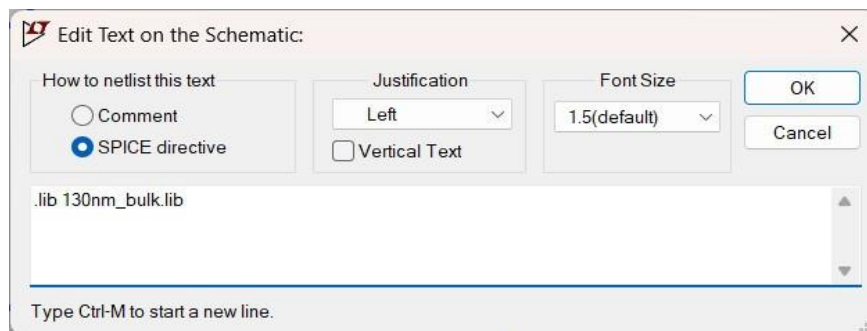 Edit Text on the Schematic:
How to netlist this text
Comment
SPICE directive
Justification
Left
Vertical Text
Font Size
1.5(default)
OK
Cancel
.lib 130nm_bulk.lib
Type Ctrl-M to start a new line.